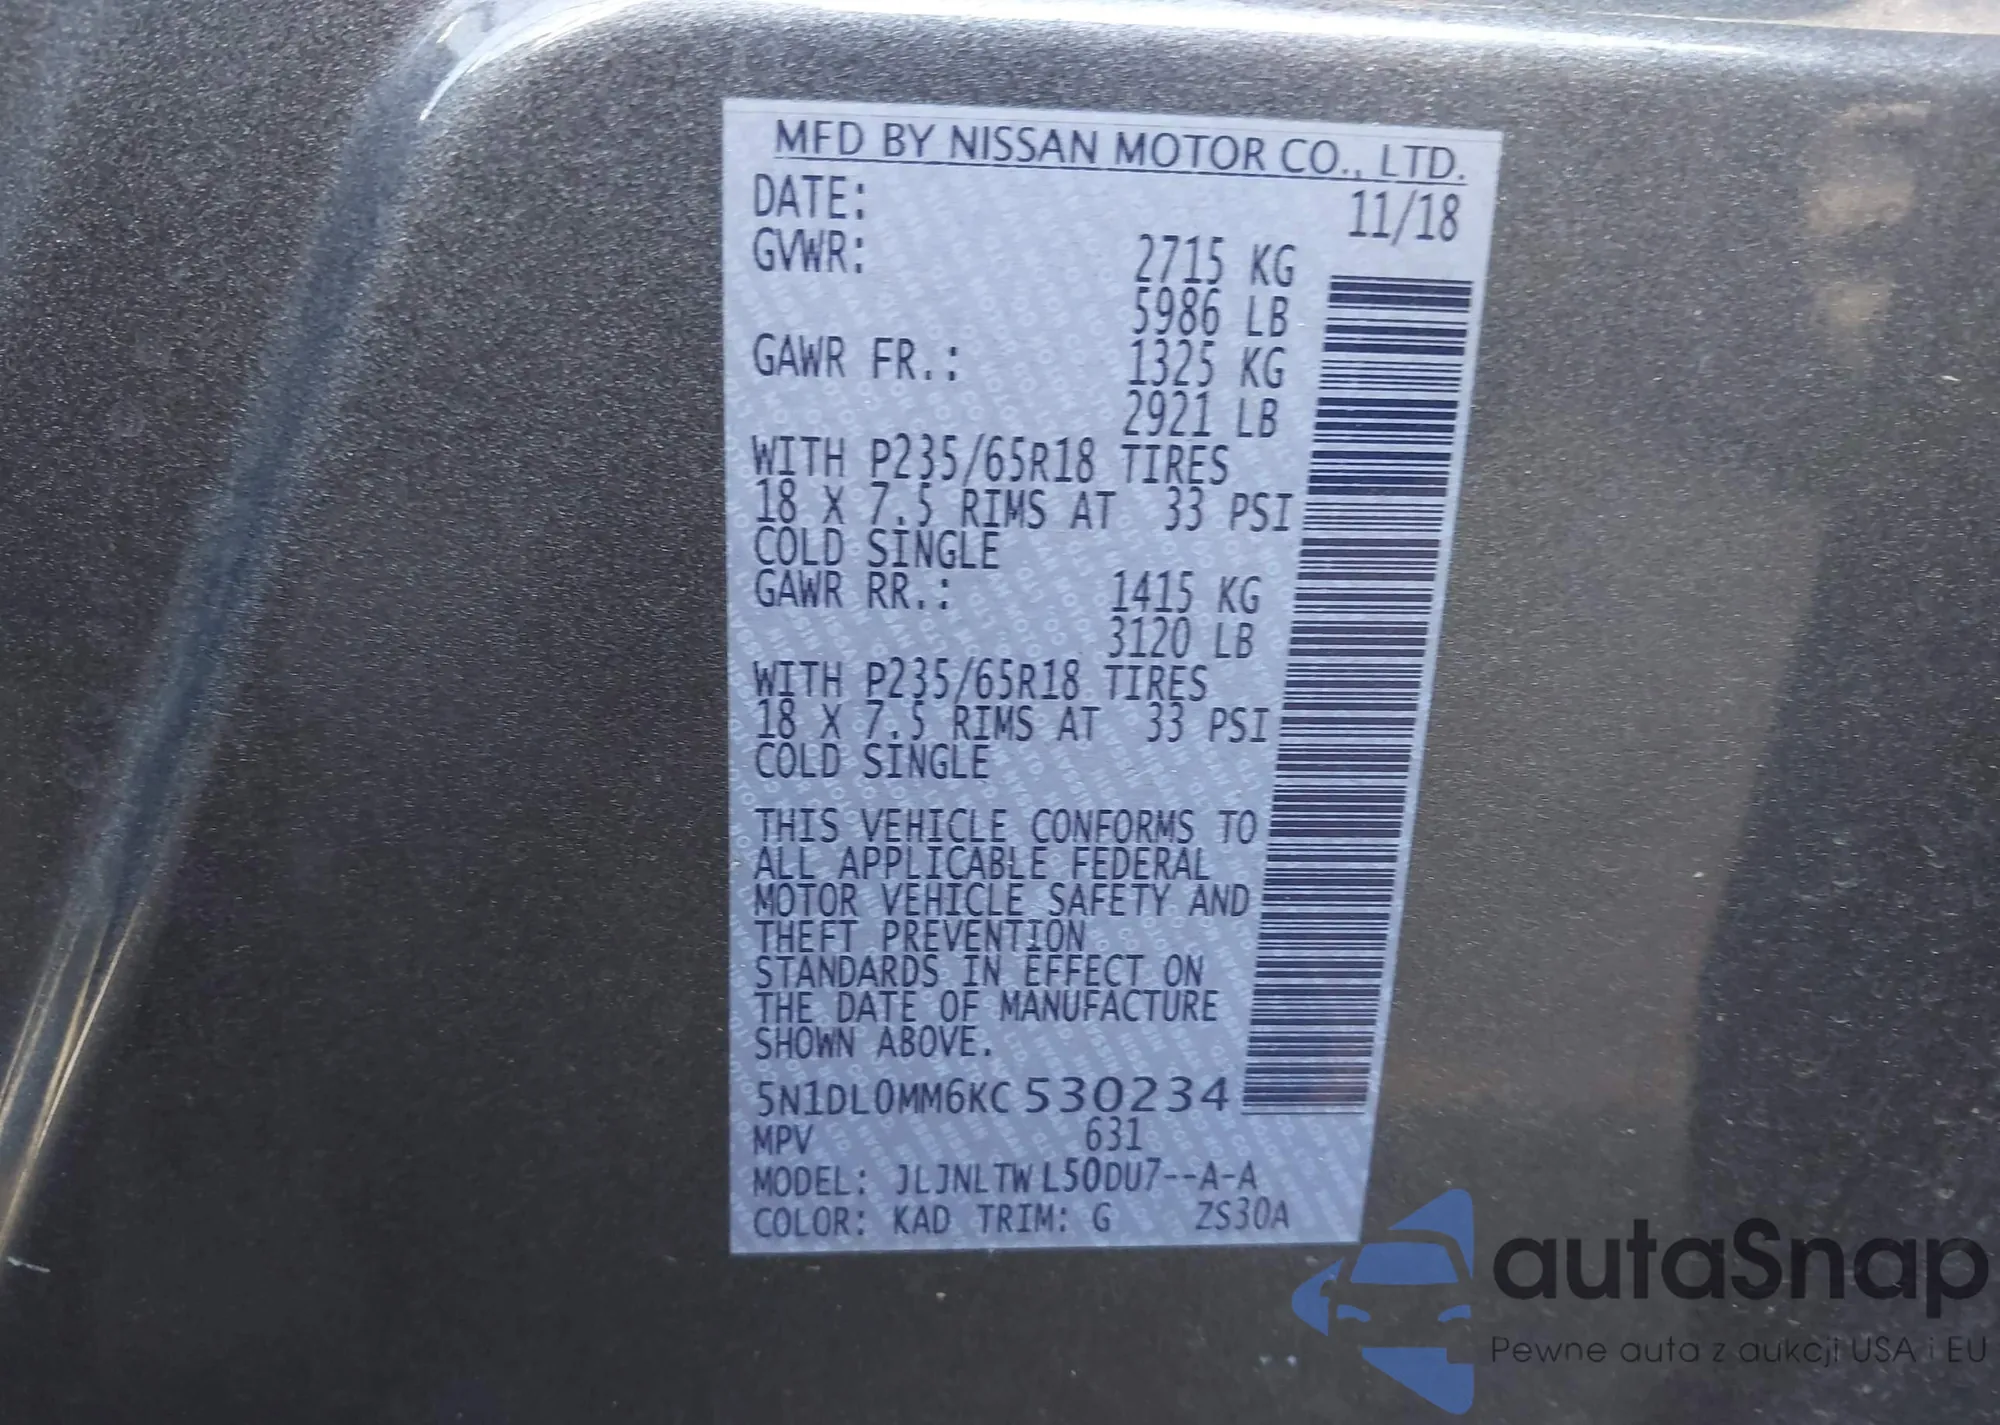 MFD BY NISSAN MOTOR CO., LTD.
DATE: 11/18
GVWR: 2715 KG
5986 LB
GAWR FR.: 1325 KG
2921 LB
WITH P235/65R18 TIRES
18 X 7.5 RIMS AT 33 PSI
COLD SINGLE
GAWR RR.: 1415 KG
3120 LB
WITH P235/65R18 TIRES
18 X 7.5 RIMS AT 33 PSI
COLD SINGLE
THIS VEHICLE CONFORMS TO
ALL APPLICABLE FEDERAL
MOTOR VEHICLE SAFETY AND
THEFT PREVENTION
STANDARDS IN EFFECT ON
THE DATE OF MANUFACTURE
SHOWN ABOVE.
5N1DL0MM6KC530234
MPV 631
MODEL: JLJNLTWL50DU7--A-A
COLOR: KAD TRIM: G ZS30A
autaSnap
Pewne auta z aukcji USA i EU